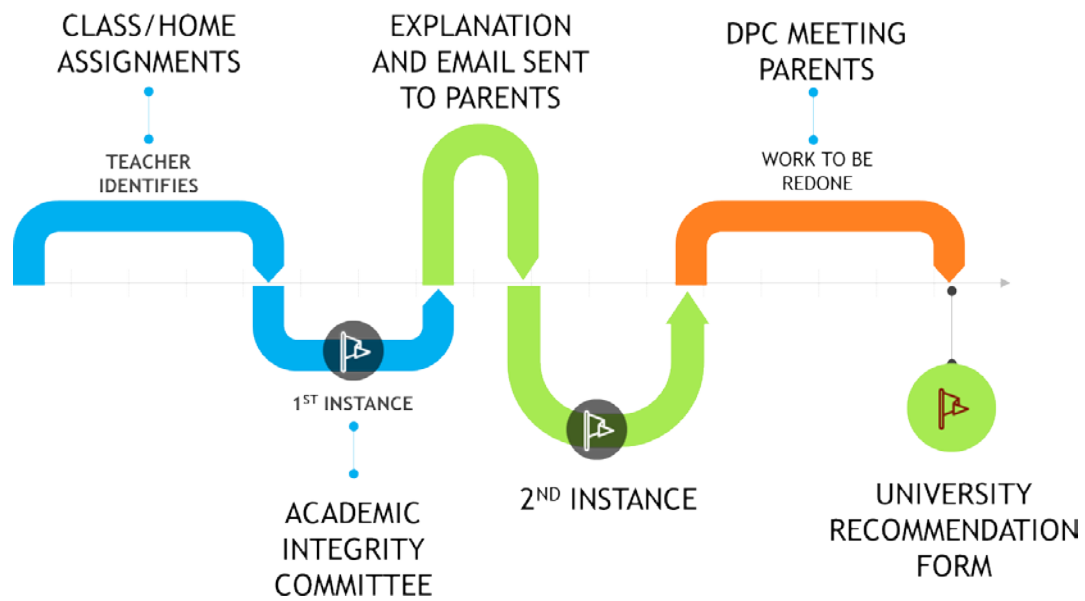 CLASS/HOME
ASSIGNMENTS
TEACHER
IDENTIFIES
1ST INSTANCE
ACADEMIC
INTEGRITY
COMMITTEE
EXPLANATION
AND EMAIL SENT
TO PARENTS
2ND INSTANCE
DPC MEETING
PARENTS
WORK TO BE
REDONE
UNIVERSITY
RECOMMENDATION
FORM